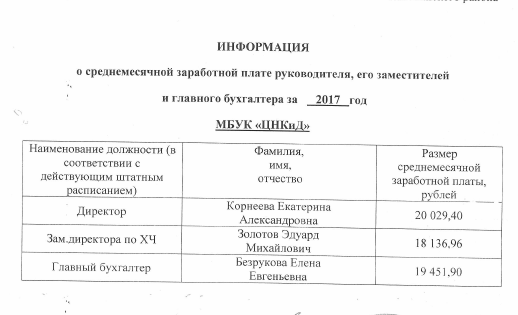 района
ИНФОРМАЦИЯ
о среднемесячной заработной плате руководителя, его заместителей
и главного бухгалтера за 2017 год
МБУК «ЦНКиД»
Наименование должности (в
соответствии с
действующим штатным
расписанием)
Фамилия,
имя,
отчество
Размер
среднемесячной
заработной платы,
рублей
Директор
Корнеева Екатерина
Александровна
20 029,40
Зам.директора по ХЧ
Золотов Эдуард
Михайлович
18 136,96
Главный бухгалтер
Безрукова Елена
Евгеньевна
19 451,90